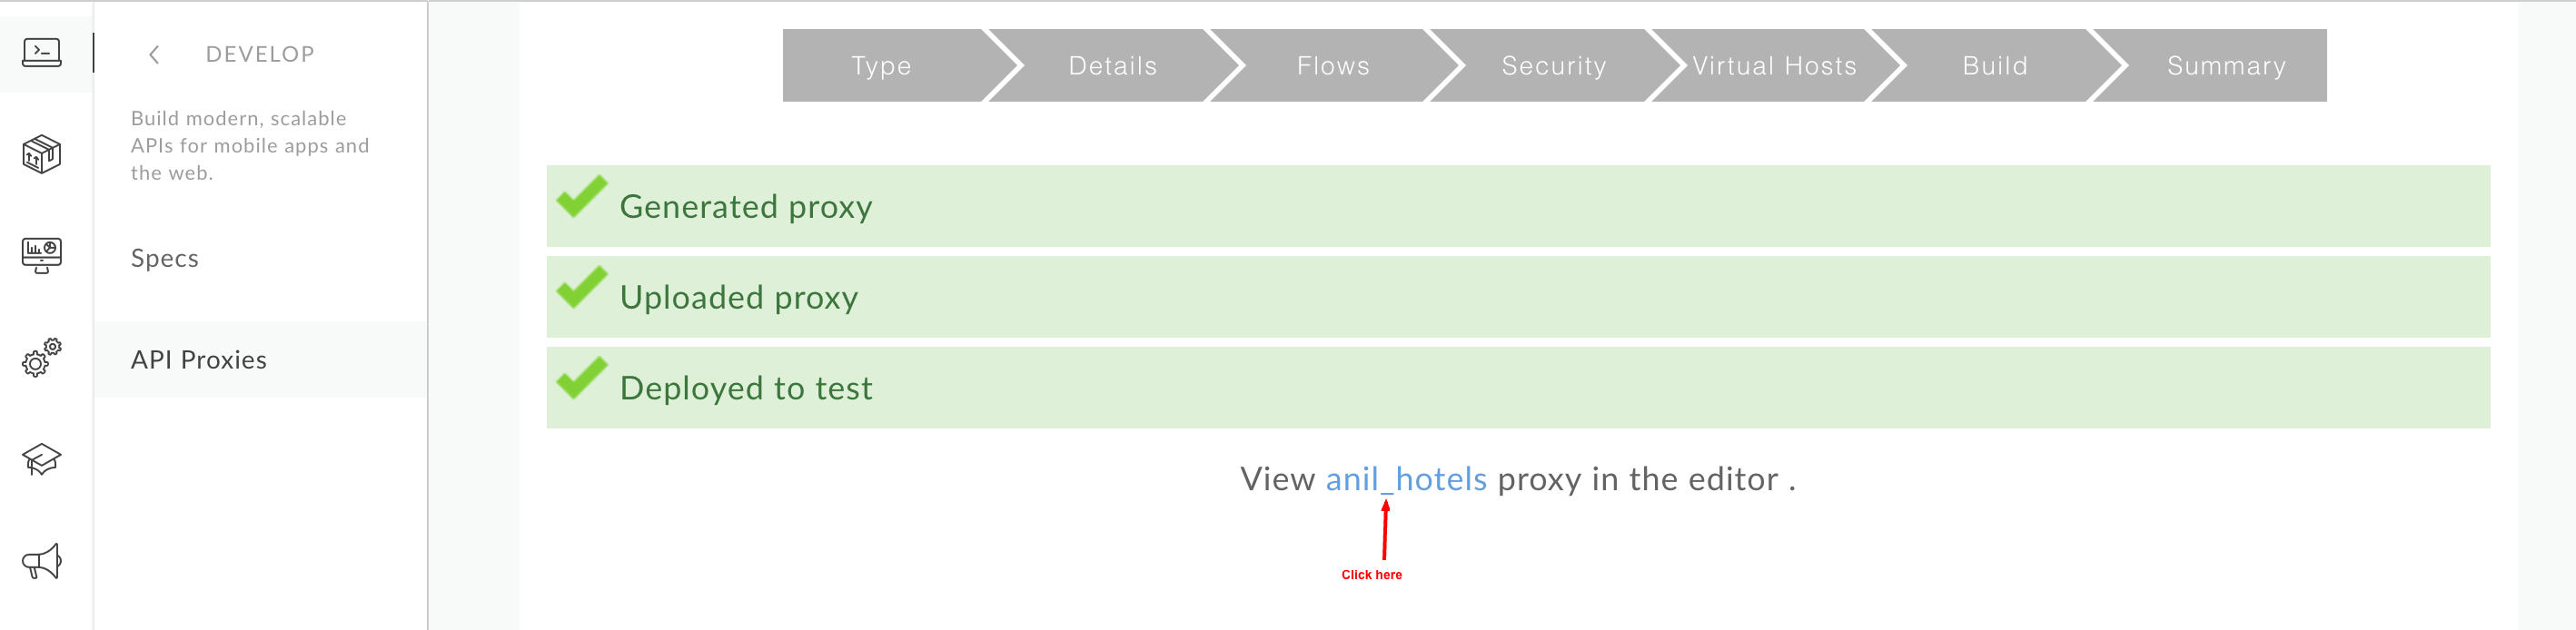 DEVELOP
Build modern, scalable
APIs for mobile apps and
the web.
Specs
API Proxies
Type
Details
Flows
Security
Virtual Hosts
Build
Summary
Generated proxy
Uploaded proxy
Deployed to test
View anil_hotels proxy in the editor .
Click here